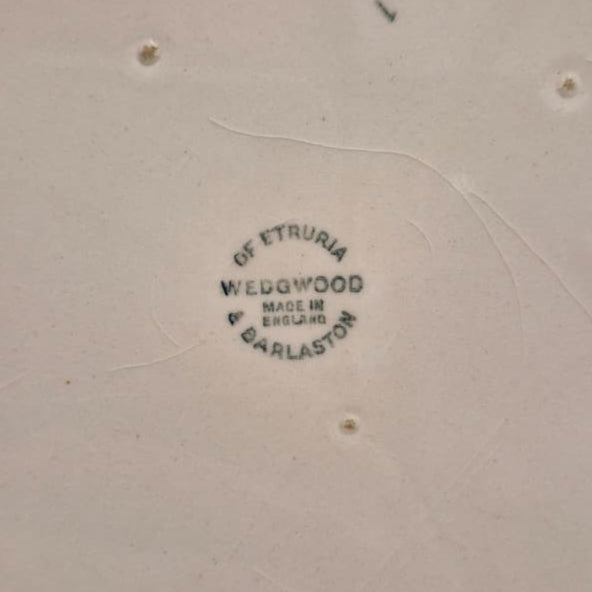 OF ETRURIA
WEDGWOOD
MADE IN
ENGLAND
& BARLASTON